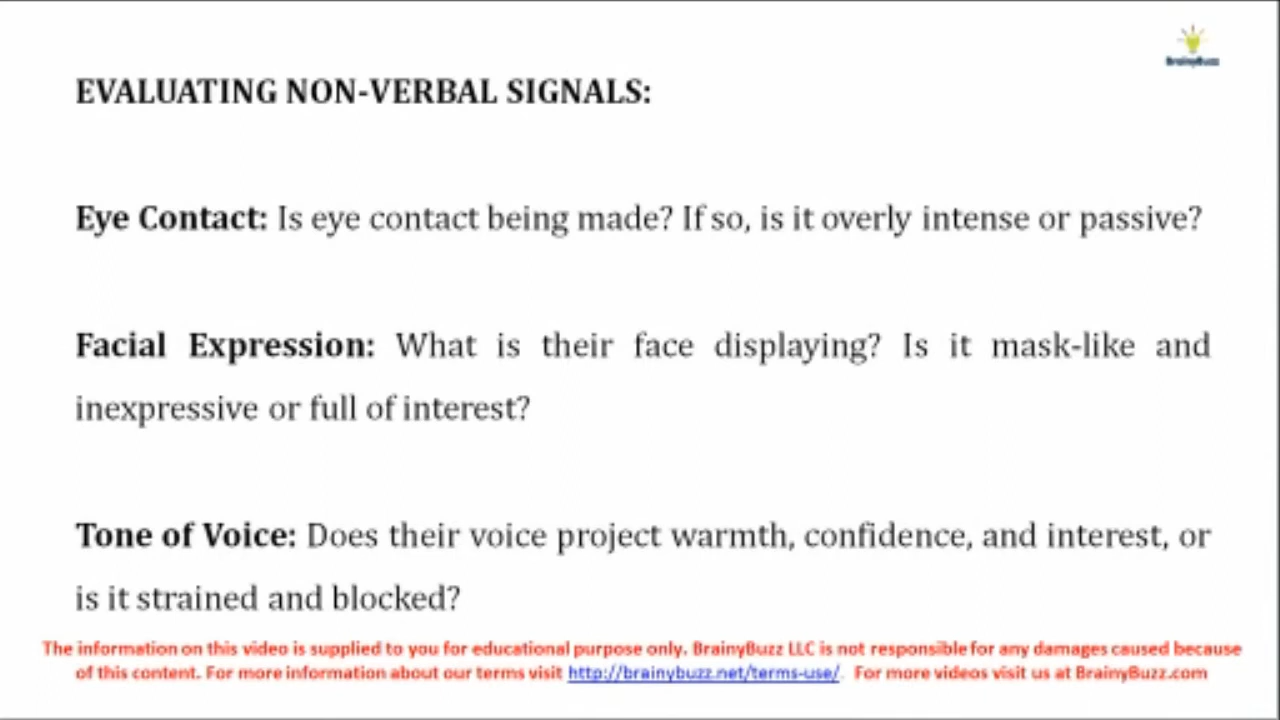 BrainyBuzz
EVALUATING NON-VERBAL SIGNALS:
Eye Contact: Is eye contact being made? If so, is it overly intense or passive?
Facial Expression: What is their face displaying? Is it mask-like and
inexpressive or full of interest?
Tone of Voice: Does their voice project warmth, confidence, and interest, or
is it strained and blocked?
The information on this video is supplied to you for educational purpose only. BrainyBuzz LLC is not responsible for any damages caused because
of this content. For more information about our terms visit http://brainybuzz.net/terms-use/. For more videos visit us at BrainyBuzz.com